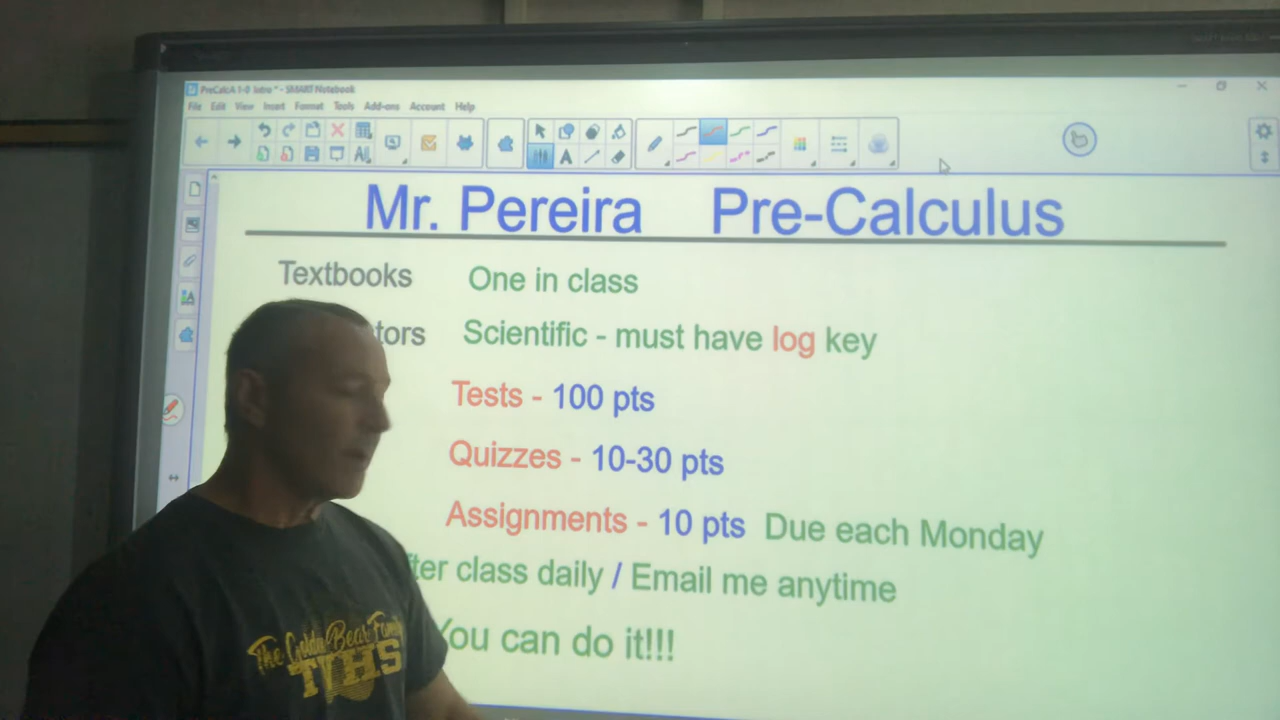 PreCalcA 1-0 Intro * - SMART Notebook
File Edit View Insert Format Tools Add-ons Account Help
Mr. Pereira Pre-Calculus
Textbooks One in class
tors Scientific - must have log key
Tests - 100 pts
Quizzes - 10-30 pts
Assignments - 10 pts Due each Monday
fter class daily / Email me anytime
You can do it!!!
The Golden Bear Family
TVHS